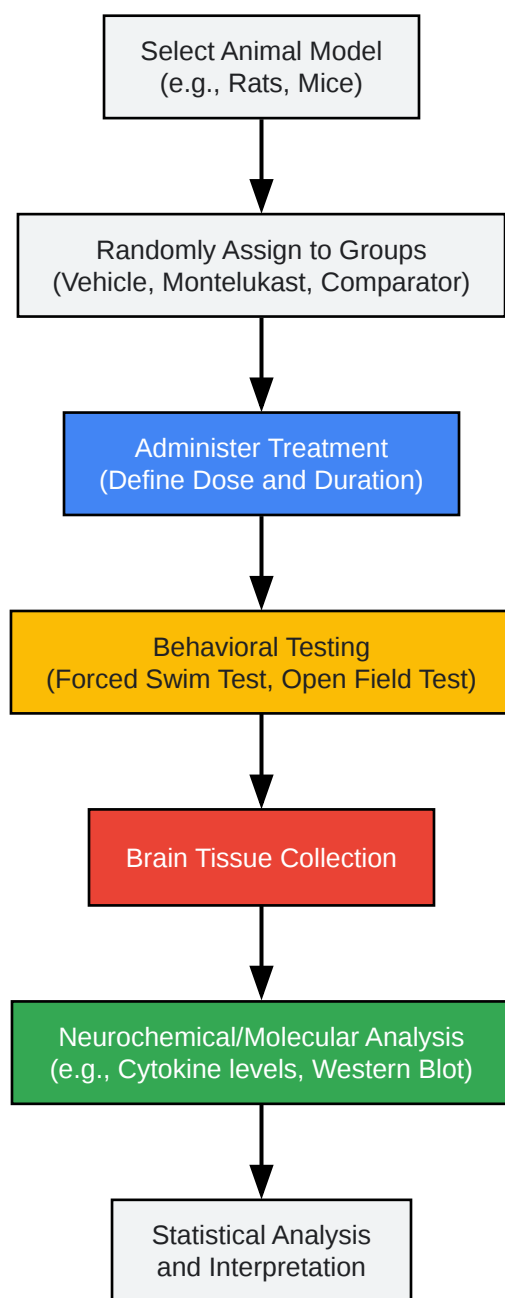 Select Animal Model
(e.g., Rats, Mice)
Randomly Assign to Groups
(Vehicle, Montelukast, Comparator)
Administer Treatment
(Define Dose and Duration)
Behavioral Testing
(Forced Swim Test, Open Field Test)
Brain Tissue Collection
Neurochemical/Molecular Analysis
(e.g., Cytokine levels, Western Blot)
Statistical Analysis
and Interpretation